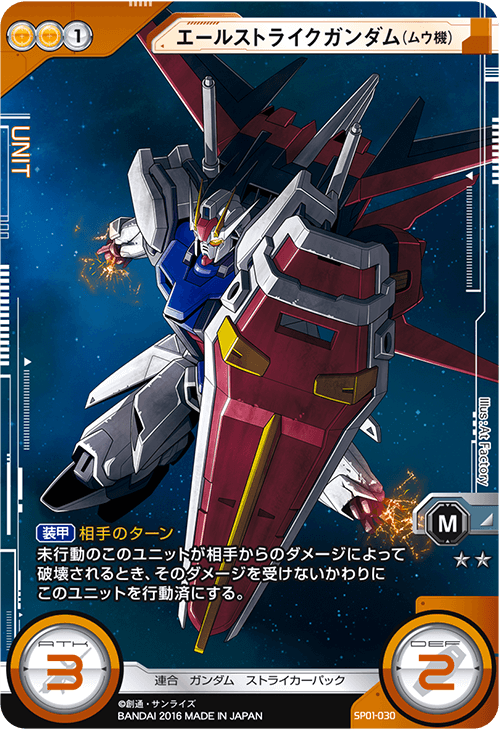 1
エールストライクガンダム(ムウ機)
UNIT
Illus:At Factory
M
装甲 相手のターン
未行動のこのユニットが相手からのダメージによって
破壊されるとき、そのダメージを受けないかわりに
このユニットを行動済にする。
ATK
3
DEF
2
連合 ガンダム ストライカーパック
©創通・サンライズ
BANDAI 2016 MADE IN JAPAN
SP01-030